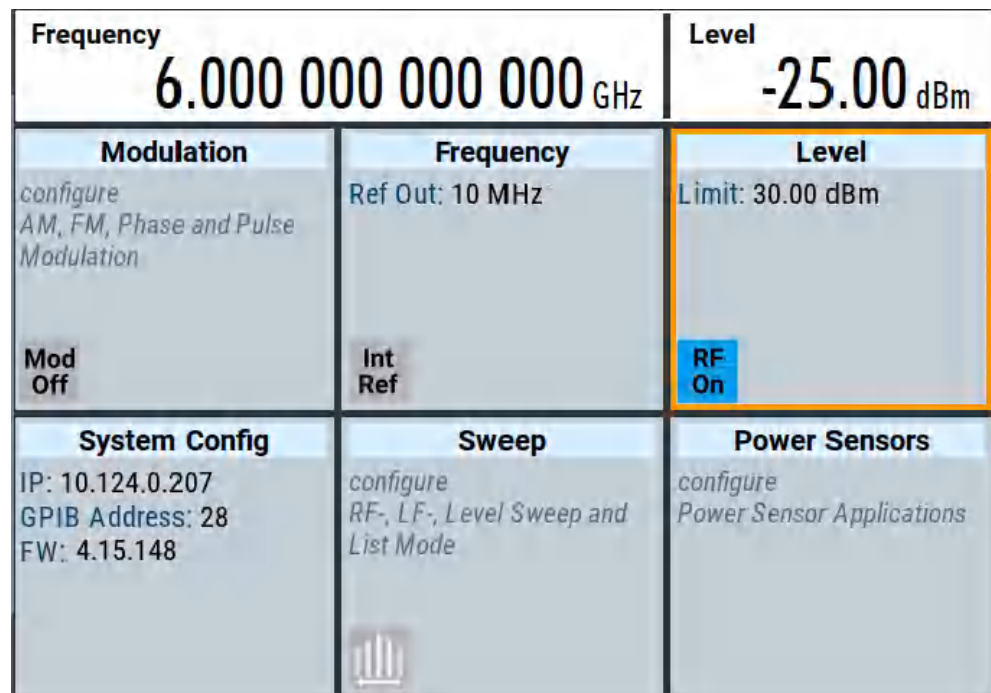 Frequency
6.000 000 000 000 GHz
Level
-25.00 dBm
Modulation
configure
AM, FM, Phase and Pulse
Modulation
Mod
Off
Frequency
Ref Out: 10 MHz
Int
Ref
Level
Limit: 30.00 dBm
RF
On
System Config
IP: 10.124.0.207
GPIB Address: 28
FW: 4.15.148
Sweep
configure
RF-, LF-, Level Sweep and
List Mode
Power Sensors
configure
Power Sensor Applications